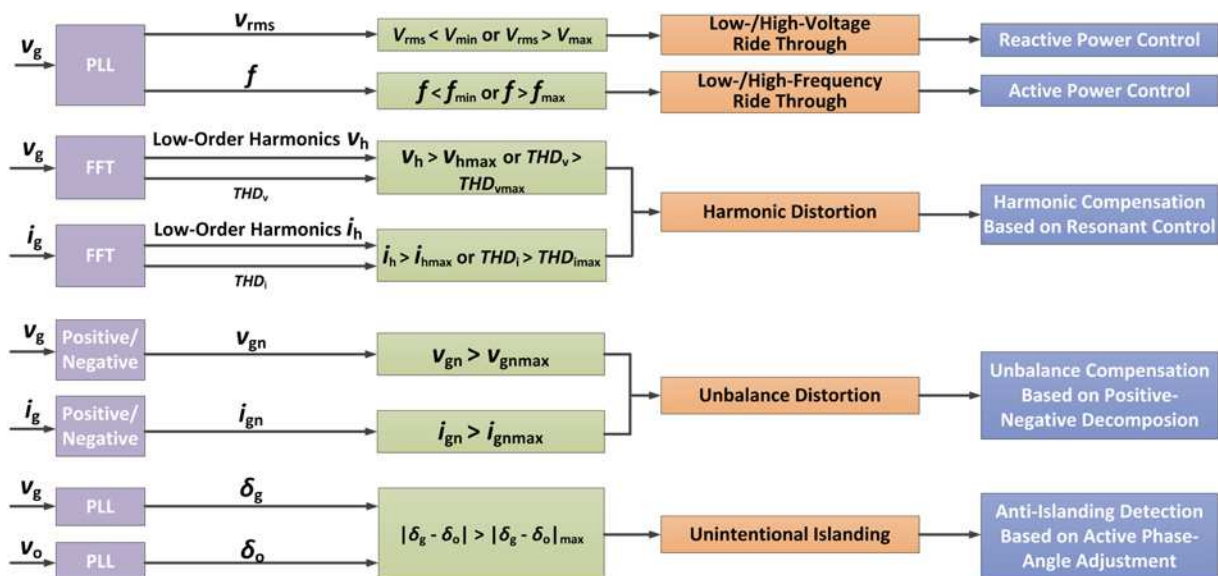 v_g
PLL
v_rms
V_rms < V_min or V_rms > V_max
Low-/High-Voltage
Ride Through
Reactive Power Control
f
f < f_min or f > f_max
Low-/High-Frequency
Ride Through
Active Power Control
v_g
FFT
Low-Order Harmonics v_h
THD_v
v_h > v_hmax or THD_v >
THD_vmax
i_g
FFT
Low-Order Harmonics i_h
THD_i
i_h > i_hmax or THD_i > THD_imax
Harmonic Distortion
Harmonic Compensation
Based on Resonant Control
v_g
Positive/
Negative
v_gn
v_gn > v_gnmax
i_g
Positive/
Negative
i_gn
i_gn > i_gnmax
Unbalance Distortion
Unbalance Compensation
Based on Positive-
Negative Decomposion
v_g
PLL
δ_g
v_o
PLL
δ_o
|δ_g - δ_o| > |δ_g - δ_o|_max
Unintentional Islanding
Anti-Islanding Detection
Based on Active Phase-
Angle Adjustment